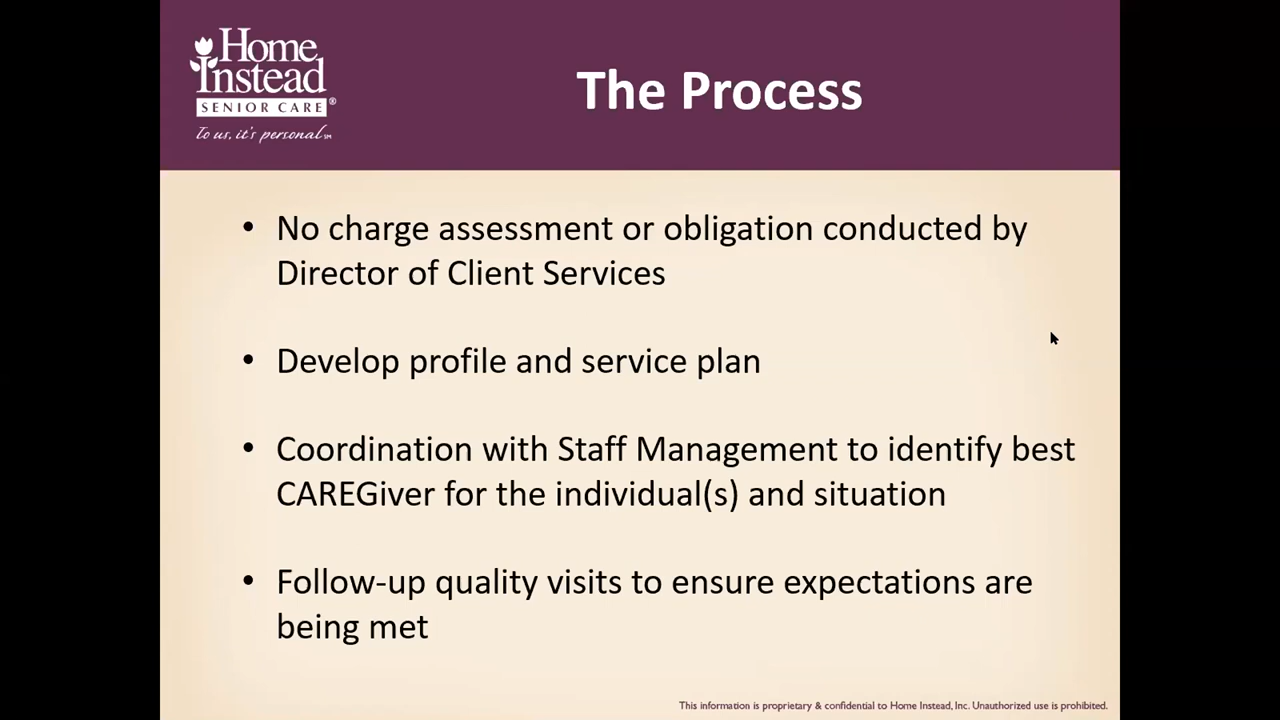 Home
Instead
SENIOR CARE®
To us, it's personal.SM
The Process
• No charge assessment or obligation conducted by
Director of Client Services
• Develop profile and service plan
• Coordination with Staff Management to identify best
CAREGiver for the individual(s) and situation
• Follow-up quality visits to ensure expectations are
being met
This information is proprietary & confidential to Home Instead, Inc. Unauthorized use is prohibited.